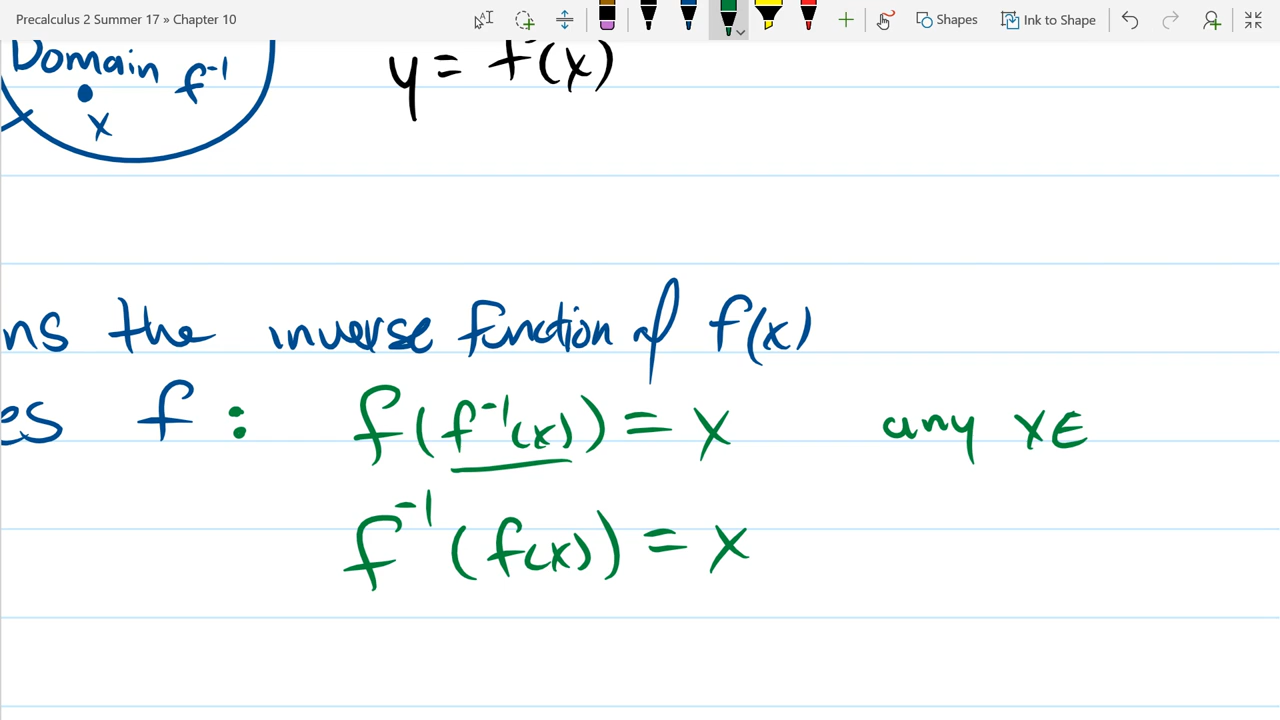 Precalculus 2 Summer 17 » Chapter 10
Shapes
Ink to Shape
Domain f⁻¹
x
y = f(x)
ns the inverse function of f(x)
es f : f(f⁻¹(x)) = x any x∈
f⁻¹(f(x)) = x